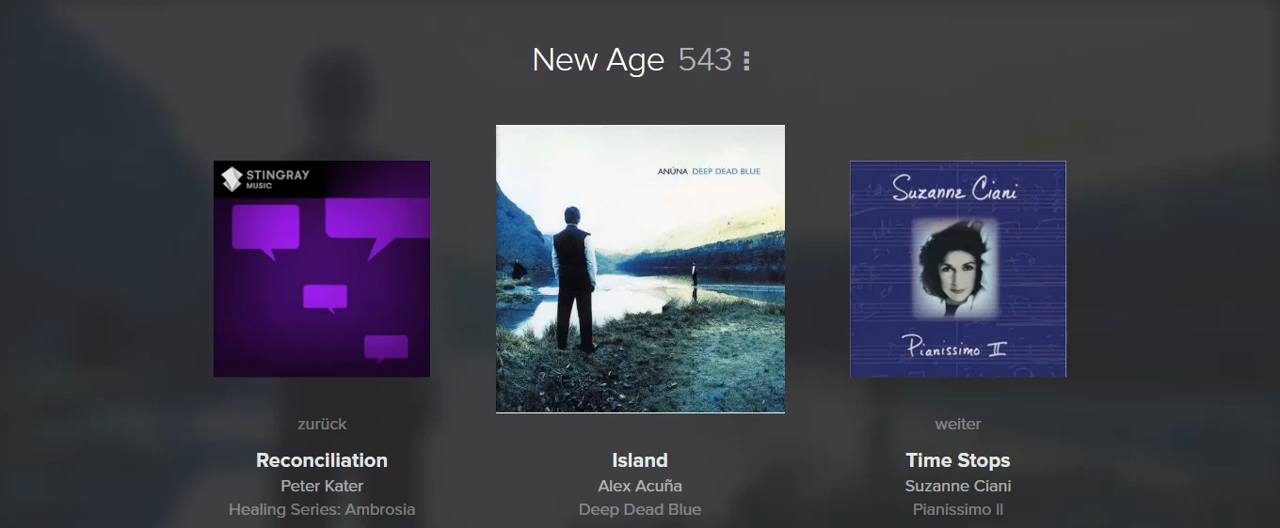 New Age 543
STINGRAY
MUSIC
ANÚNA DEEP DEAD BLUE
Suzanne Ciani
Pianissimo II
zurück
Reconciliation
Peter Kater
Healing Series: Ambrosia
Island
Alex Acuña
Deep Dead Blue
weiter
Time Stops
Suzanne Ciani
Pianissimo II